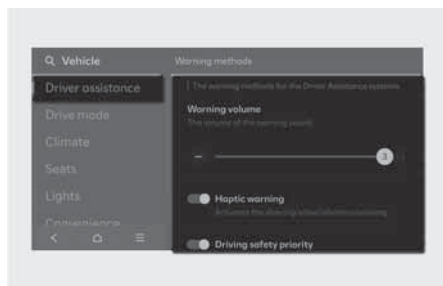 Vehicle
Warning methods
Driver assistance
The warning methods for the Driver Assistance systems
Drive mode
Warning volume
The volume of the warning sound
Climate
3
Seats
Lights
Haptic warning
Convenience
Driving safety priority